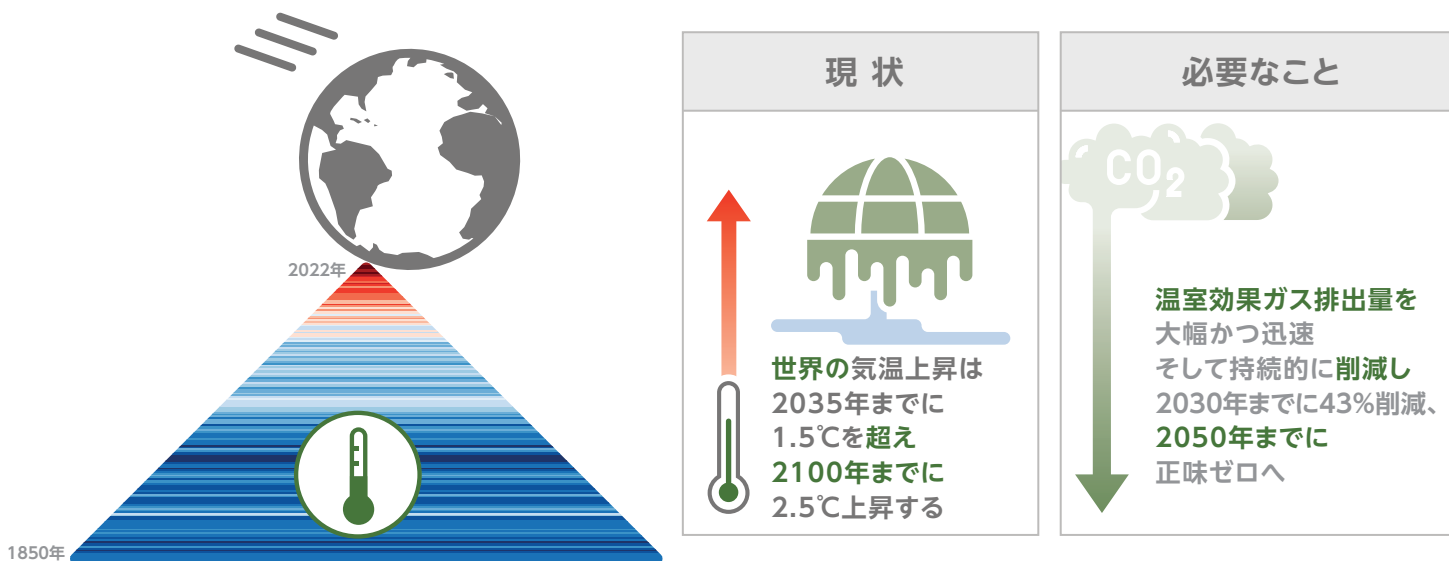 2022年
1850年
現 状
世界の気温上昇は
2035年までに
1.5℃を超え
2100年までに
2.5℃上昇する
必要なこと
CO2
温室効果ガス排出量を
大幅かつ迅速
そして持続的に削減し
2030年までに43%削減、
2050年までに
正味ゼロへ